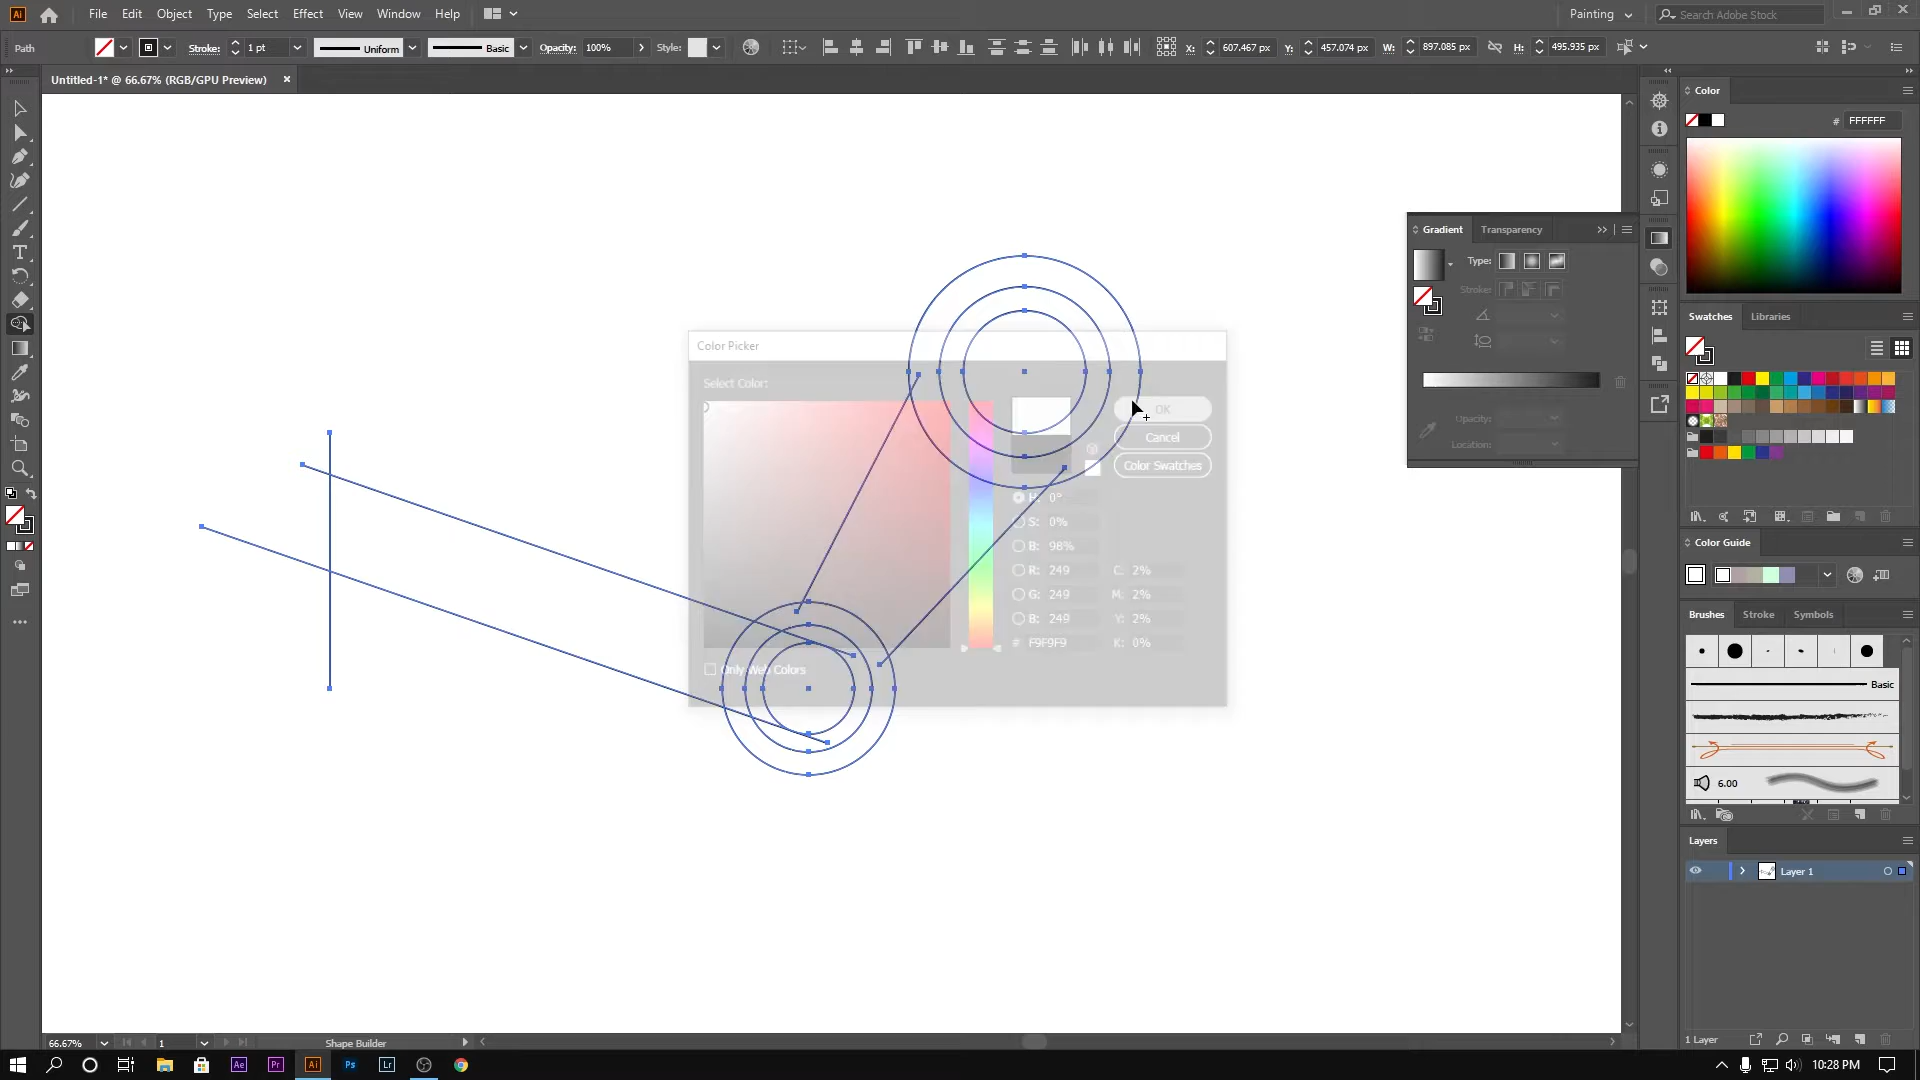 Ai File Edit Object Type Select Effect View Window Help Painting Search Adobe Stock
Path Stroke: 1 pt Uniform Basic Opacity: 100% Style: X: 607.467 px Y: 457.074 px W: 897.085 px H: 495.935 px
Untitled-1* @ 66.67% (RGB/GPU Preview)
Color
# FFFFFF
Gradient Transparency
Type:
Stroke:
Opacity:
Location:
Swatches Libraries
Color Picker
Select Color:
OK
Cancel
Color Swatches
H: 0°
S: 0%
B: 98%
R: 249 C: 2%
G: 249 M: 2%
B: 249 Y: 2%
# F9F9F9 K: 0%
Only Web Colors
Color Guide
Brushes Stroke Symbols
Basic
6.00
Layers
Layer 1
1 Layer
66.67% 1 Shape Builder
Ae Pr Ai Ps Lr 10:28 PM